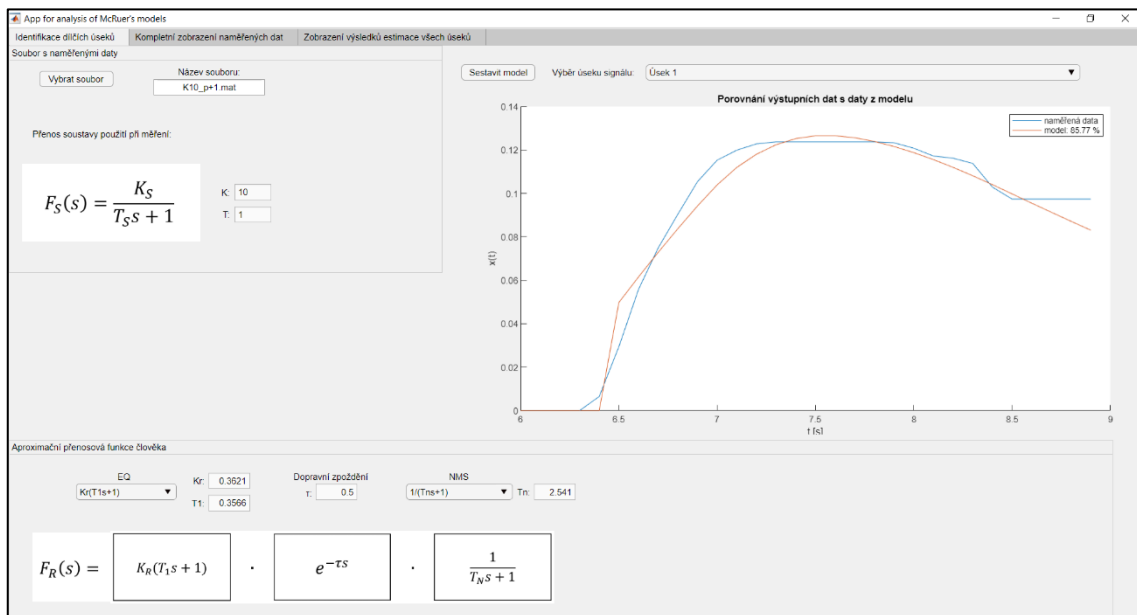 App for analysis of McRuer's models
Identifikace dílčích úseků Kompletní zobrazení naměřených dat Zobrazení výsledků estimace všech úseků
Soubor s naměřenými daty
Vybrat soubor
Název souboru:
K10_p+1.mat
Přenos soustavy použití při měření:
F_S(s) = K_S / (T_S s + 1)
K: 10
T: 1
Sestavit model Výběr úseku signálu: Úsek 1
Porovnání výstupních dat s daty z modelu
naměřená data
model: 85.77 %
0.14
0.12
0.1
0.08
0.06
0.04
0.02
0
x(t)
6 6.5 7 7.5 8 8.5 9
t [s]
Aproximační přenosová funkce člověka
EQ
Kr(T1s+1)
Kr: 0.3621
T1: 0.3566
Dopravní zpoždění
τ: 0.5
NMS
1/(Tns+1) Tn: 2.541
F_R(s) = K_R(T_1 s + 1) · e^{-τs} · 1 / (T_N s + 1)